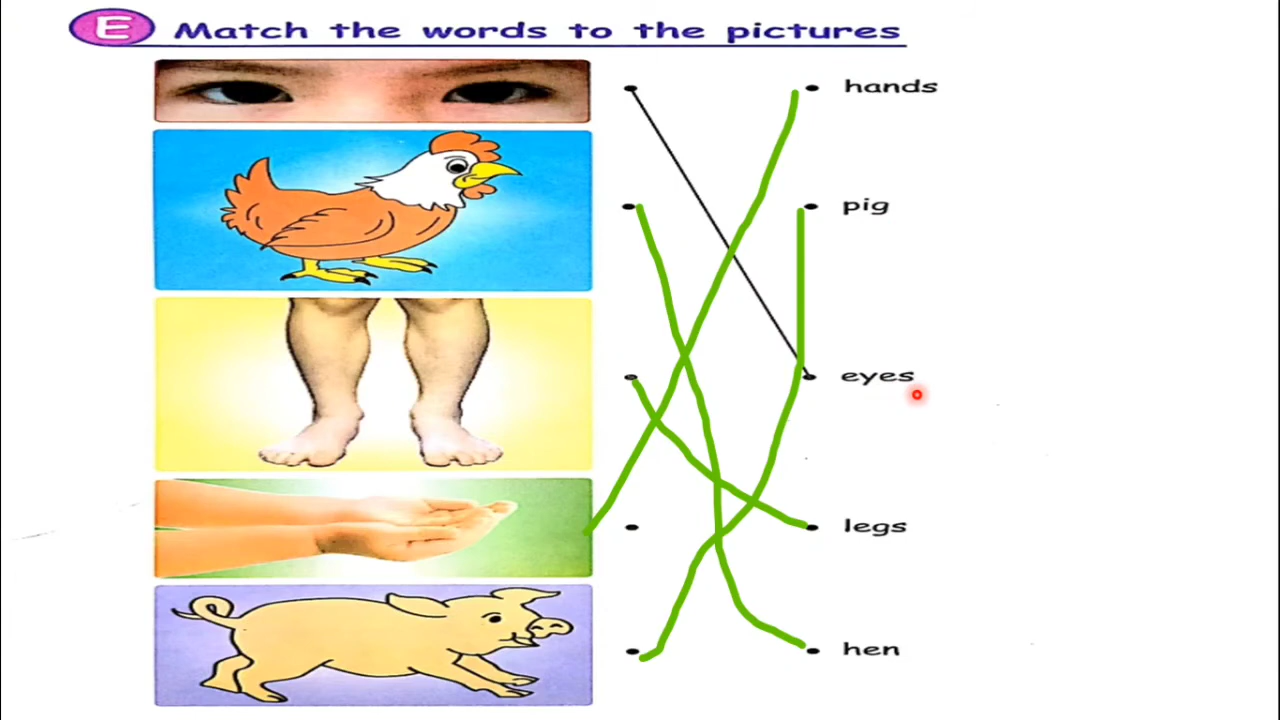 E Match the words to the pictures
hands
pig
eyes
legs
hen